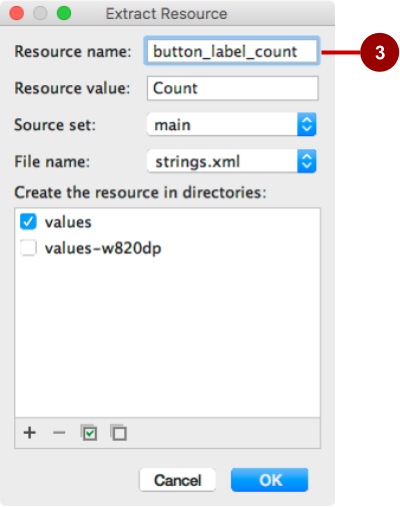 Extract Resource
Resource name: button_label_count
3
Resource value: Count
Source set: main
File name: strings.xml
Create the resource in directories:
values
values-w820dp
Cancel OK